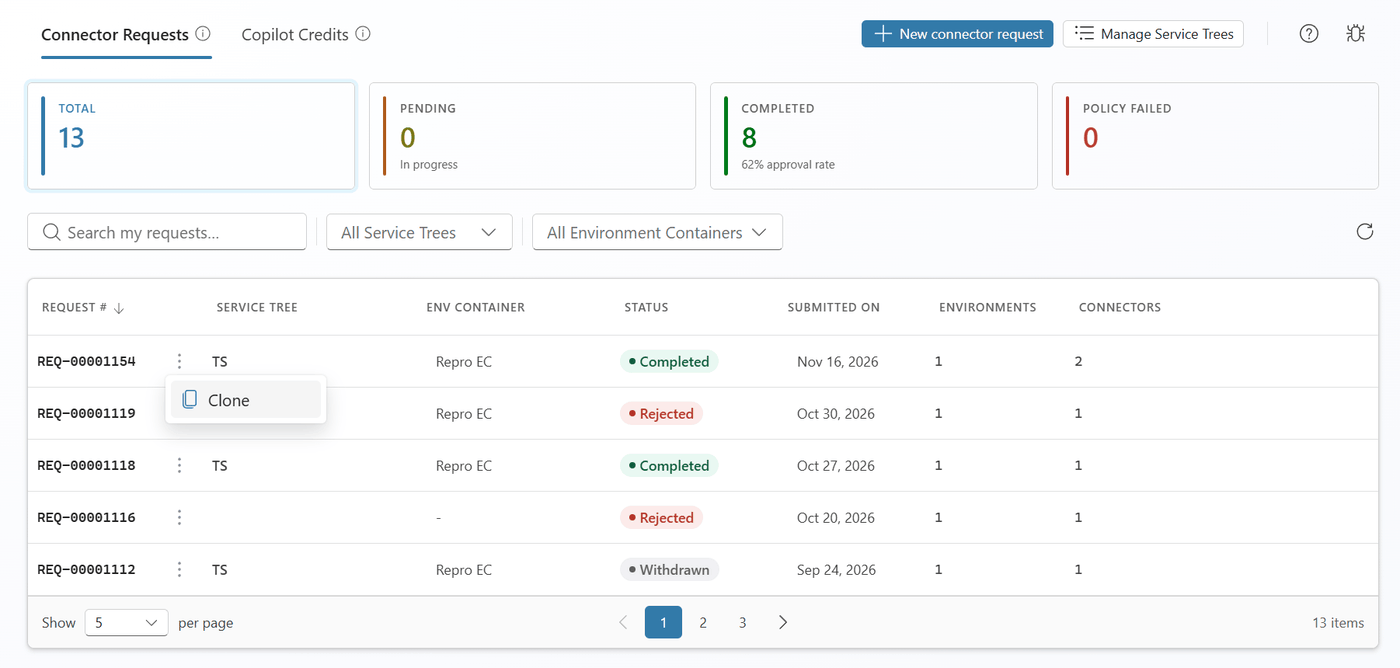 Connector Requests
Copilot Credits
New connector request
Manage Service Trees
TOTAL
13
PENDING
0
In progress
COMPLETED
8
62% approval rate
POLICY FAILED
0
Search my requests...
All Service Trees
All Environment Containers
REQUEST # SERVICE TREE ENV CONTAINER STATUS SUBMITTED ON ENVIRONMENTS CONNECTORS
REQ-00001154 TS Repro EC Completed Nov 16, 2026 1 2
Clone
REQ-00001119 Repro EC Rejected Oct 30, 2026 1 1
REQ-00001118 TS Repro EC Completed Oct 27, 2026 1 1
REQ-00001116 - Rejected Oct 20, 2026 1 1
REQ-00001112 TS Repro EC Withdrawn Sep 24, 2026 1 1
Show 5 per page 1 2 3 13 items